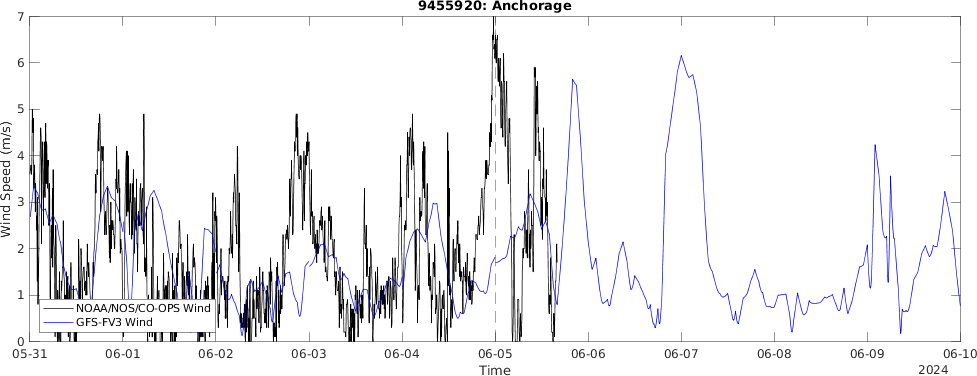 9455920: Anchorage
Wind Speed (m/s)
7
6
5
4
3
2
1
0
NOAA/NOS/CO-OPS Wind
GFS-FV3 Wind
05-31 06-01 06-02 06-03 06-04 06-05 06-06 06-07 06-08 06-09 06-10
Time
2024